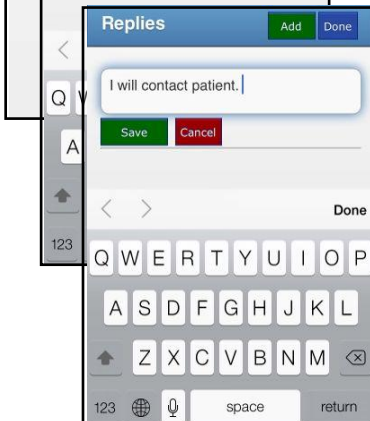 Replies
Add
Done
I will contact patient.
Save
Cancel
Done
Q
A
123
Q W E R T Y U I O P
A S D F G H J K L
Z X C V B N M
123
space
return